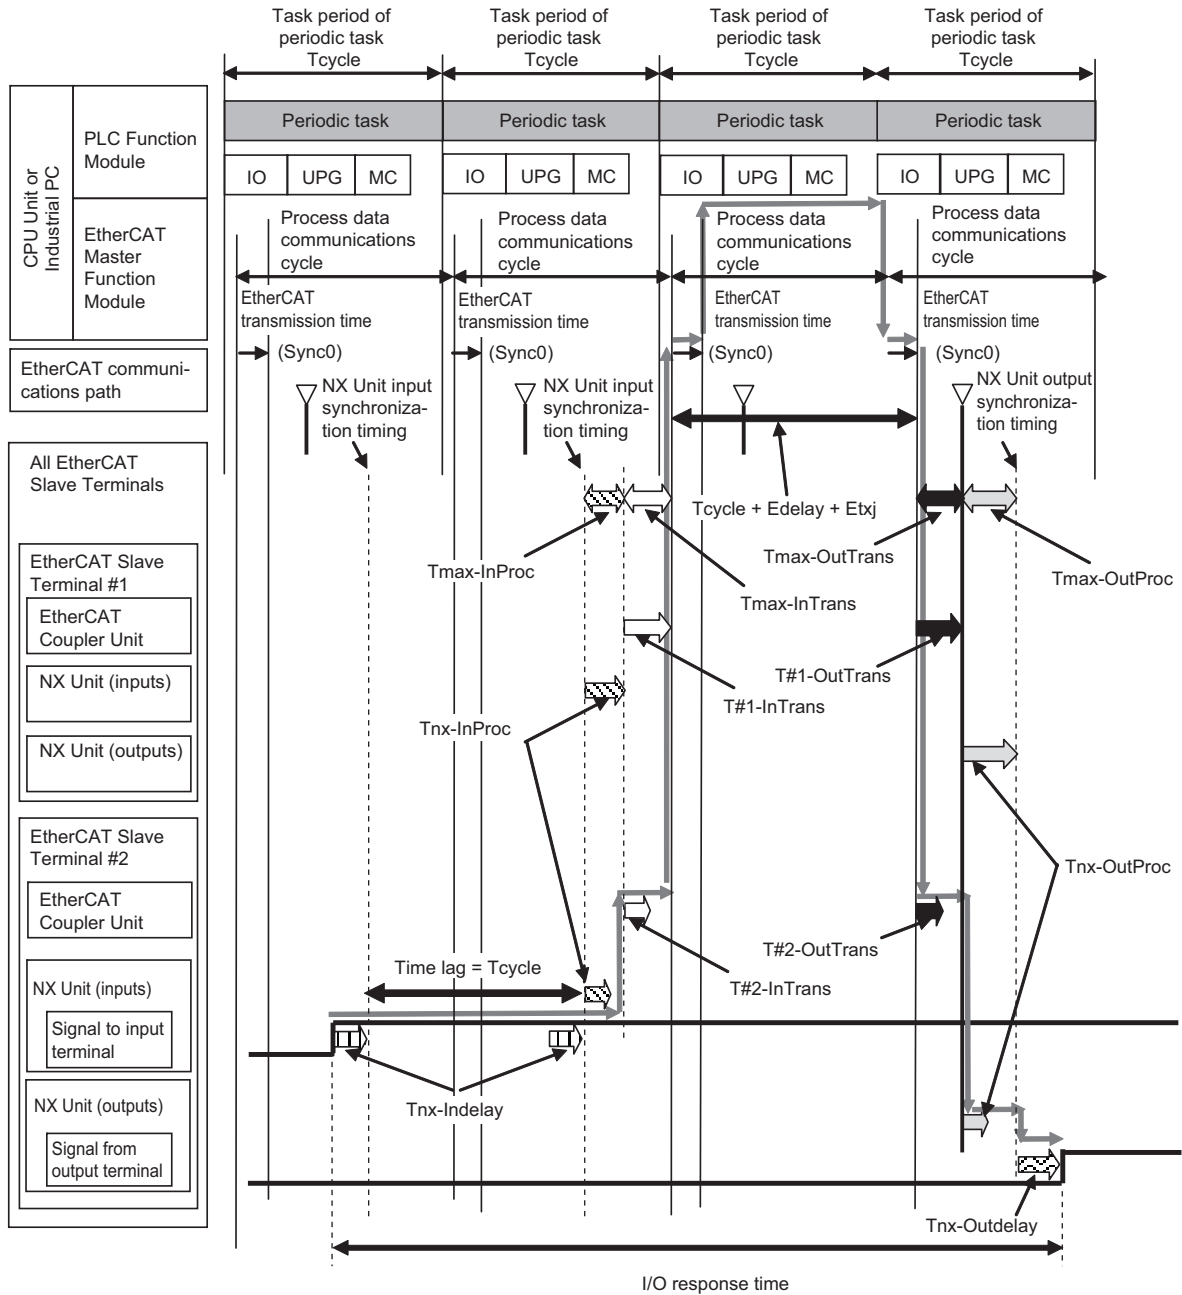 Task period of
periodic task
Tcycle
Task period of
periodic task
Tcycle
Task period of
periodic task
Tcycle
Task period of
periodic task
Tcycle
CPU Unit or
Industrial PC
PLC Function
Module
Periodic task
Periodic task
Periodic task
Periodic task
IO
UPG
MC
IO
UPG
MC
IO
UPG
MC
IO
UPG
MC
EtherCAT
Master
Function
Module
Process data
communications
cycle
Process data
communications
cycle
Process data
communications
cycle
Process data
communications
cycle
EtherCAT
transmission time
EtherCAT
transmission time
EtherCAT
transmission time
EtherCAT
transmission time
(Sync0)
(Sync0)
(Sync0)
(Sync0)
EtherCAT communi-
cations path
NX Unit input
synchroniza-
tion timing
NX Unit input
synchroniza-
tion timing
NX Unit output
synchroniza-
tion timing
All EtherCAT
Slave Terminals
Tcycle + Edelay + Etxj
Tmax-InProc
Tmax-InTrans
Tmax-OutTrans
Tmax-OutProc
EtherCAT Slave
Terminal #1
EtherCAT
Coupler Unit
T#1-InTrans
T#1-OutTrans
NX Unit (inputs)
Tnx-InProc
NX Unit (outputs)
EtherCAT Slave
Terminal #2
Tnx-OutProc
EtherCAT
Coupler Unit
T#2-OutTrans
T#2-InTrans
Time lag = Tcycle
NX Unit (inputs)
Signal to input
terminal
Tnx-Indelay
NX Unit (outputs)
Signal from
output terminal
Tnx-Outdelay
I/O response time